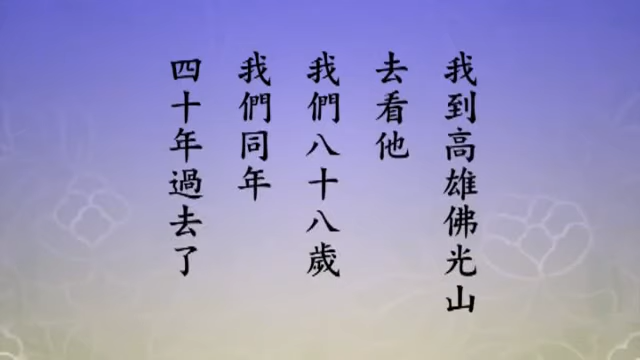 我到高雄佛光山
去看他
我們八十八歲
我們同年
四十年過去了